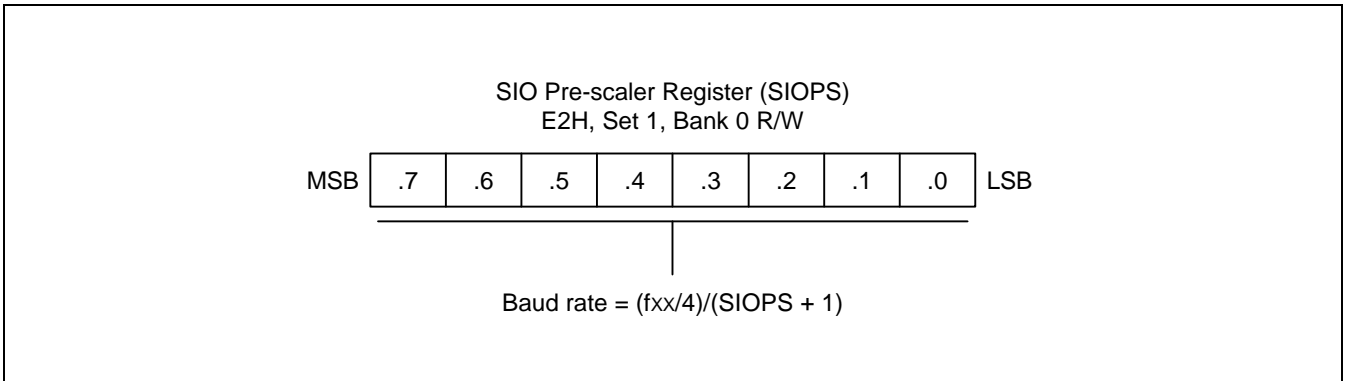 SIO Pre-scaler Register (SIOPS)
E2H, Set 1, Bank 0 R/W
MSB .7 .6 .5 .4 .3 .2 .1 .0 LSB
Baud rate = (fxx/4)/(SIOPS + 1)